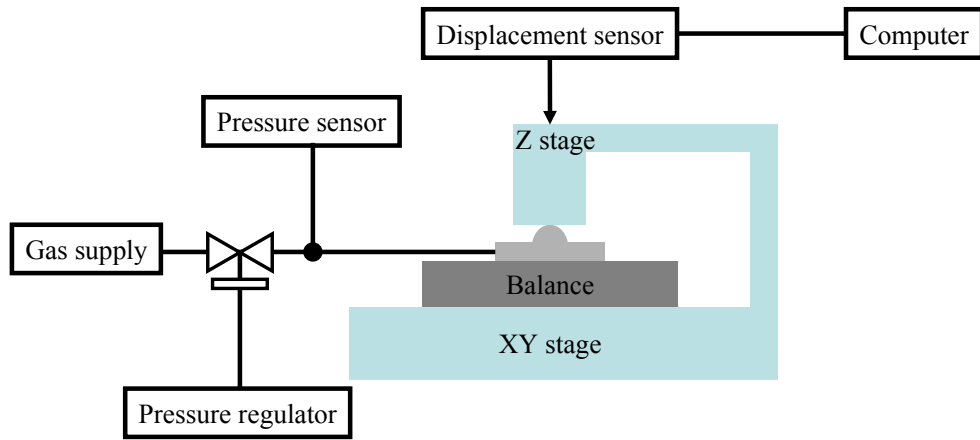 Displacement sensor
Computer
Pressure sensor
Z stage
Gas supply
Balance
XY stage
Pressure regulator